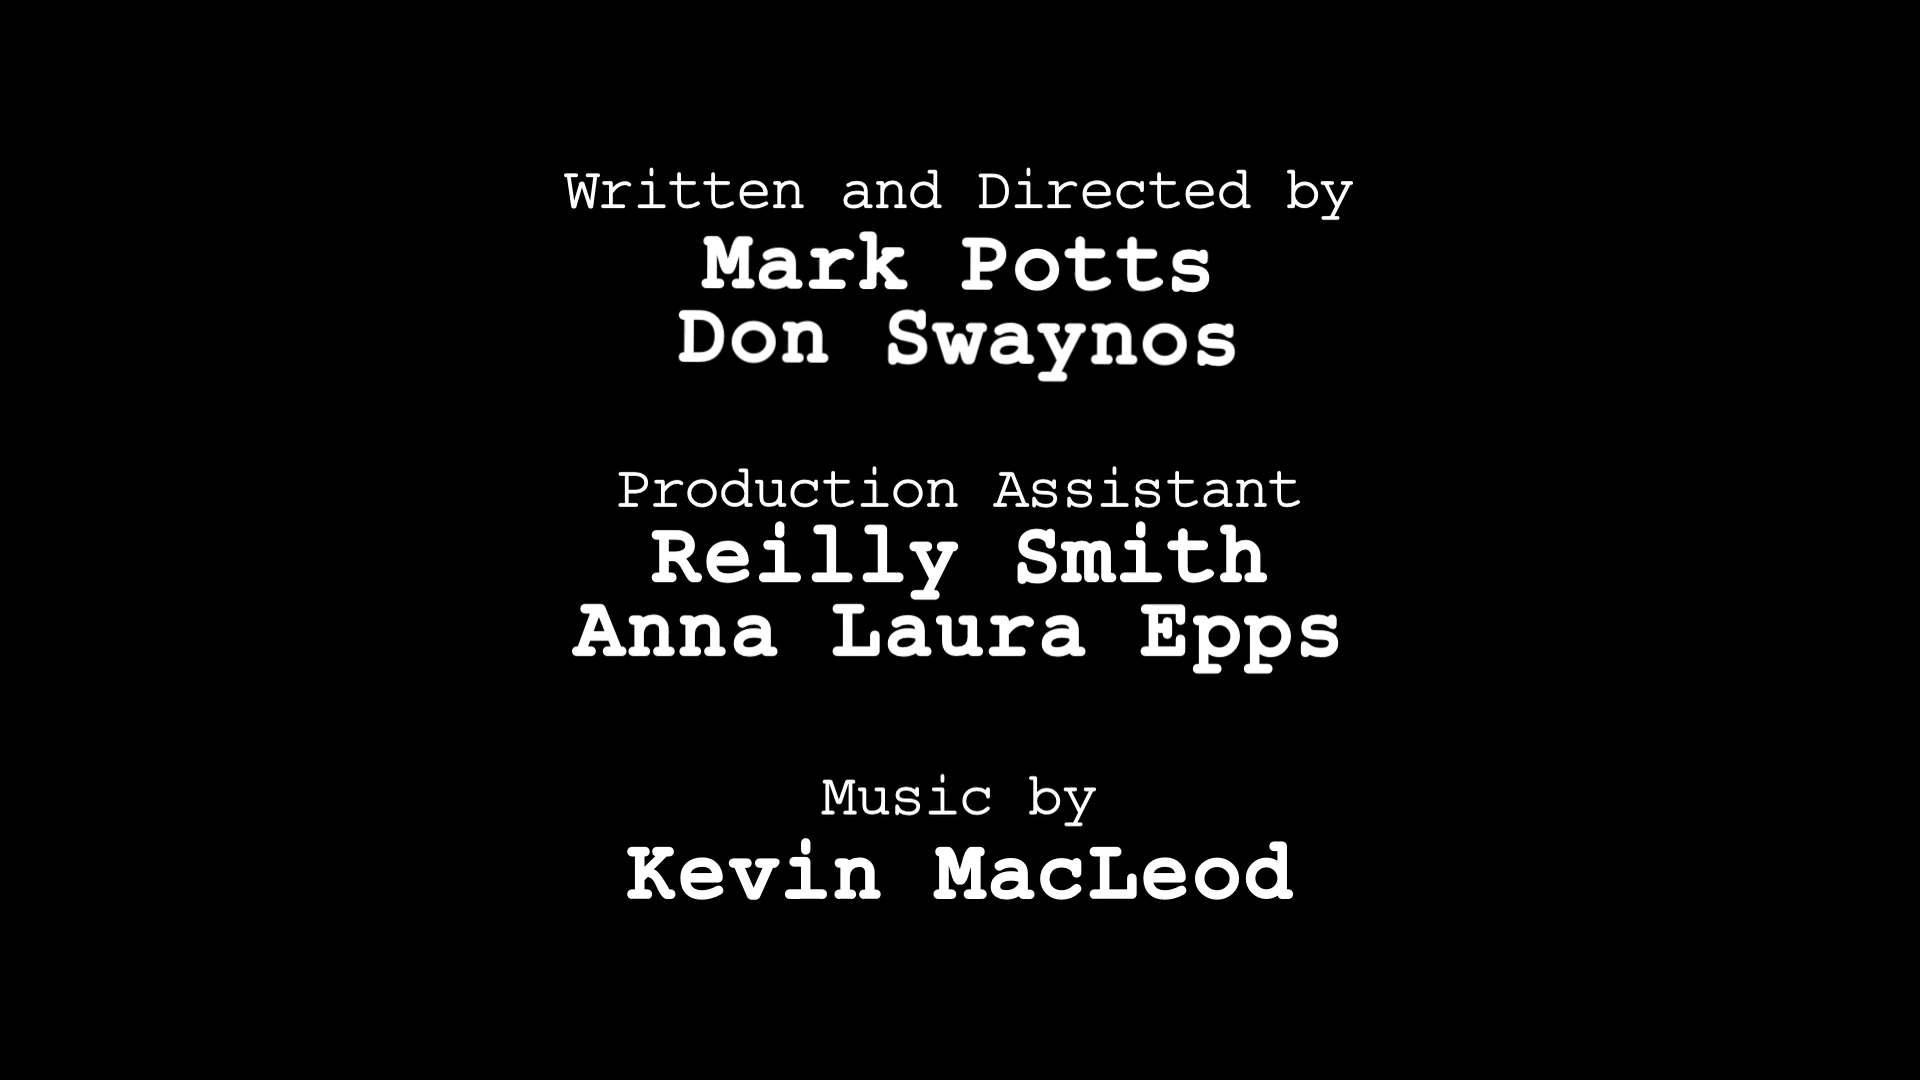 Written and Directed by
Mark Potts
Don Swaynos
Production Assistant
Reilly Smith
Anna Laura Epps
Music by
Kevin MacLeod